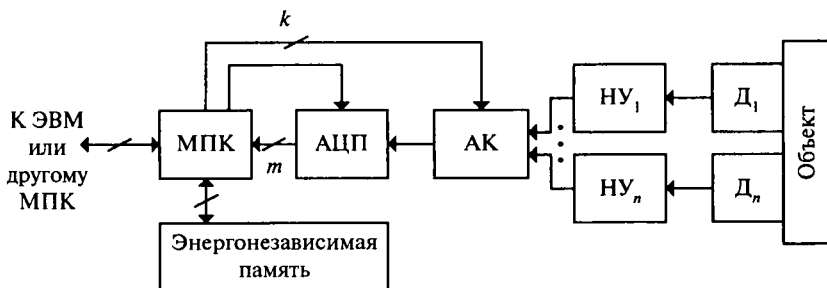 k
К ЭВМ
или
другому
МПК
МПК
m
АЦП
АК
НУ₁
Д₁
НУₙ
Дₙ
Объект
Энергонезависимая
память